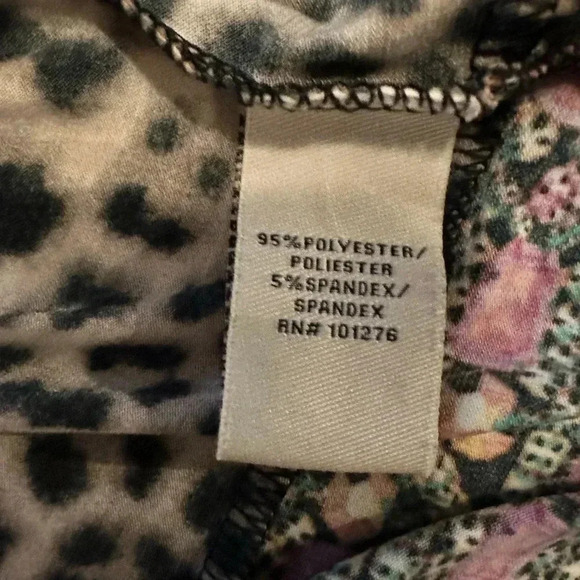 95%POLYESTER/
POLIESTER
5%SPANDEX/
SPANDEX
RN# 101276